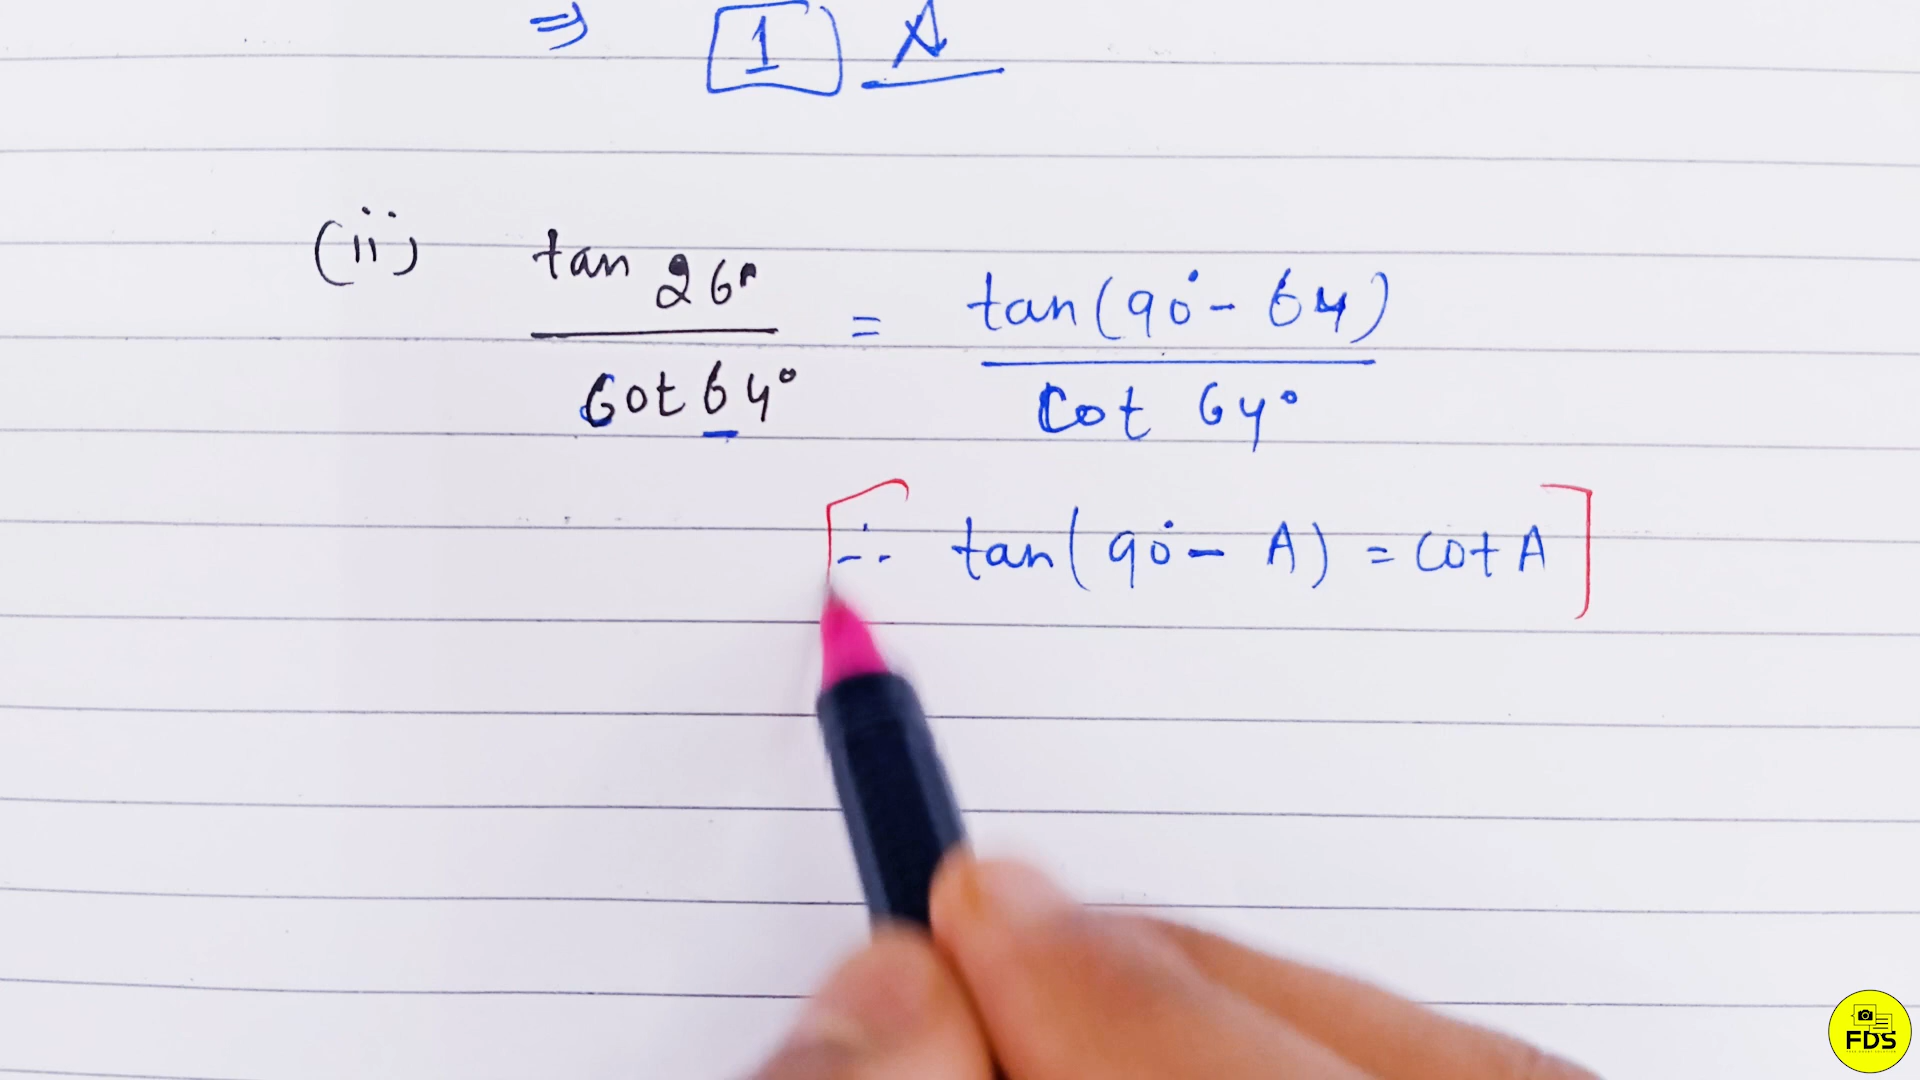 ⇒ 1 A
(ii) tan 26° / Cot 64° = tan(90° - 64) / Cot 64°
[∴ tan(90° - A) = cot A]
FDS